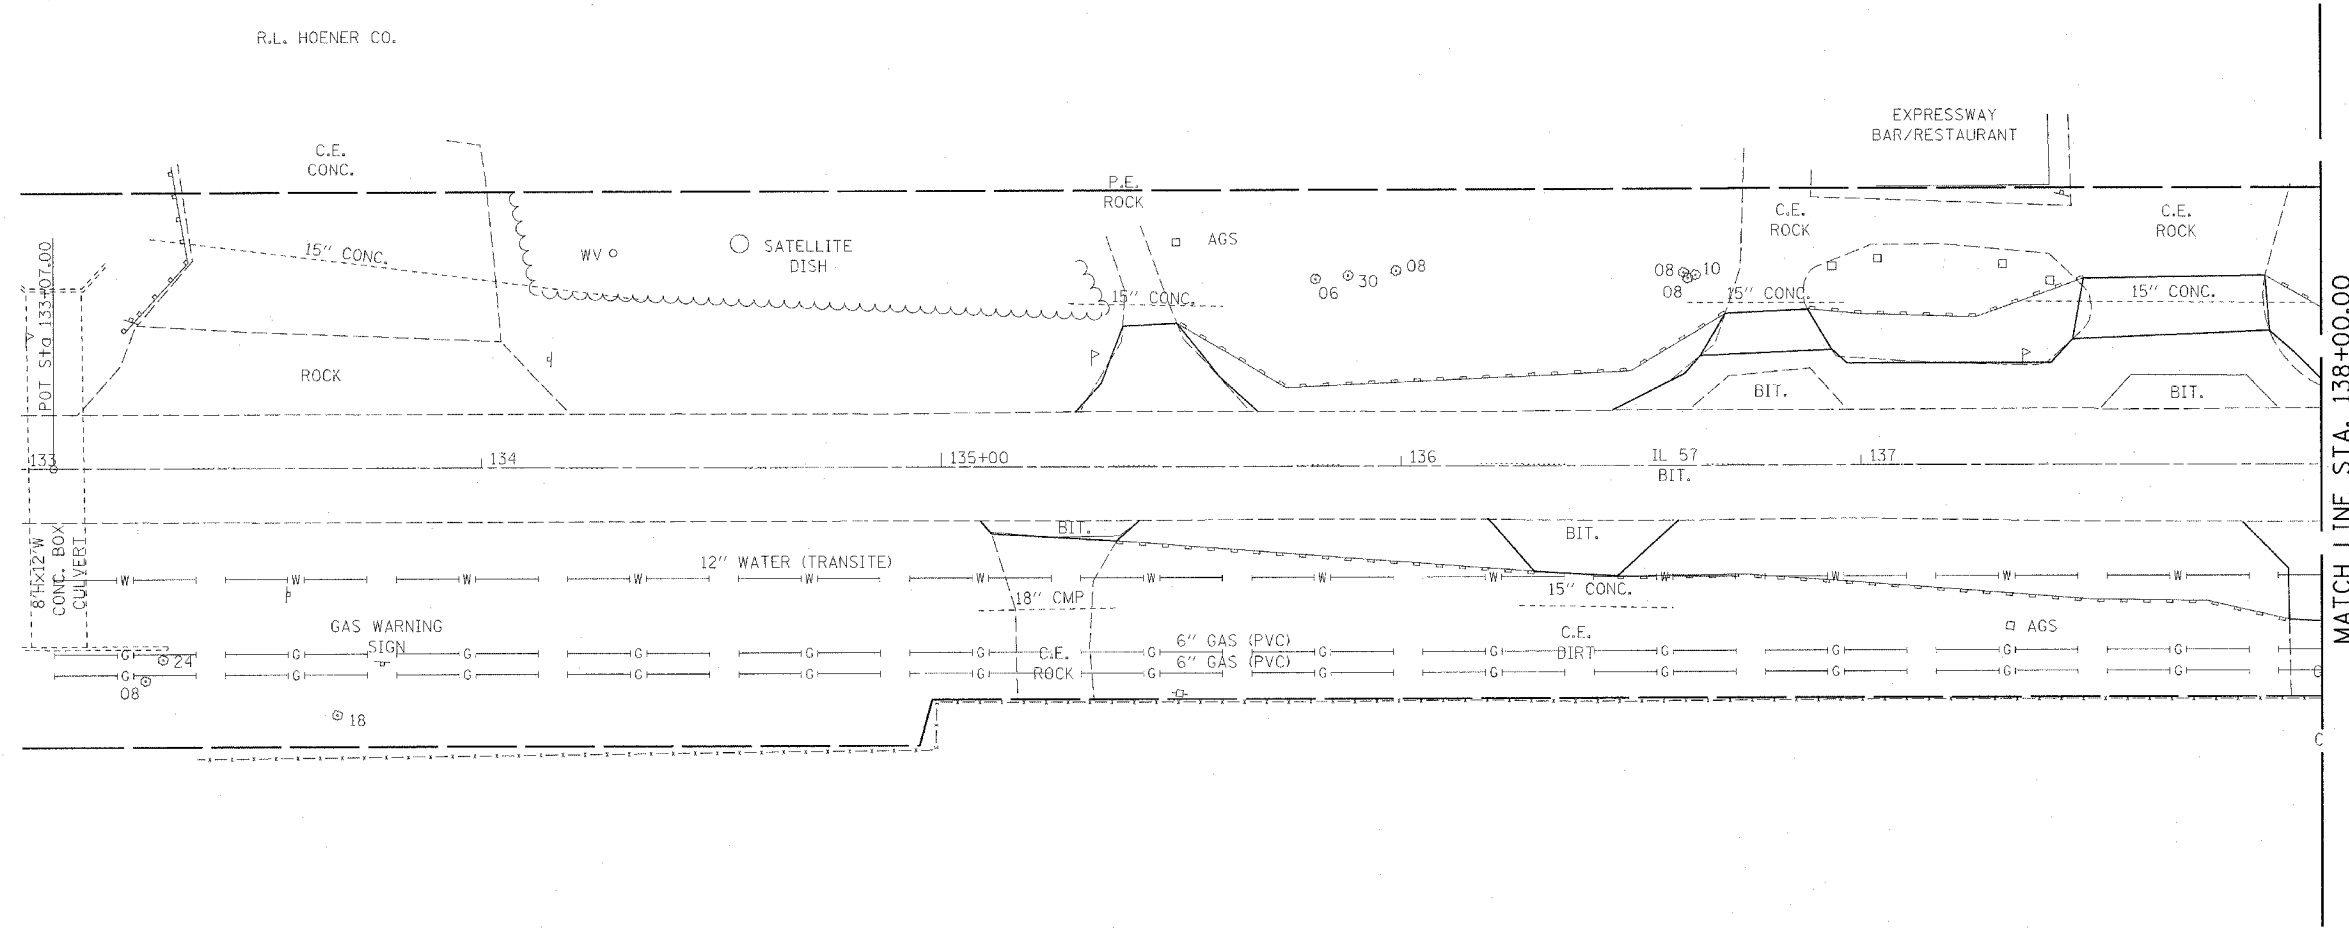 R.L. HOENER CO.
EXPRESSWAY
BAR/RESTAURANT
C.E.
CONC.
P.E.
ROCK
C.E.
ROCK
C.E.
ROCK
15" CONC.
WV
SATELLITE
DISH
AGS
06
30
08
08
10
08
15" CONC.
15" CONC.
15" CONC.
POT Sta 133+07.00
ROCK
BIT.
BIT.
133
134
135+00
136
IL 57
BIT.
137
MATCH LINE STA. 138+00.00
8'Hx12'W
CONC. BOX
CULVERT
BIT.
BIT.
12" WATER (TRANSITE)
W W W W W W W W W W W W W
18" CMP
15" CONC.
GAS WARNING
SIGN
6" GAS (PVC)
6" GAS (PVC)
C.E.
ROCK
C.E.
DIRT
AGS
G G G G G G G G G G G G
G G G G G G G G G G G G G
24
08
18
C